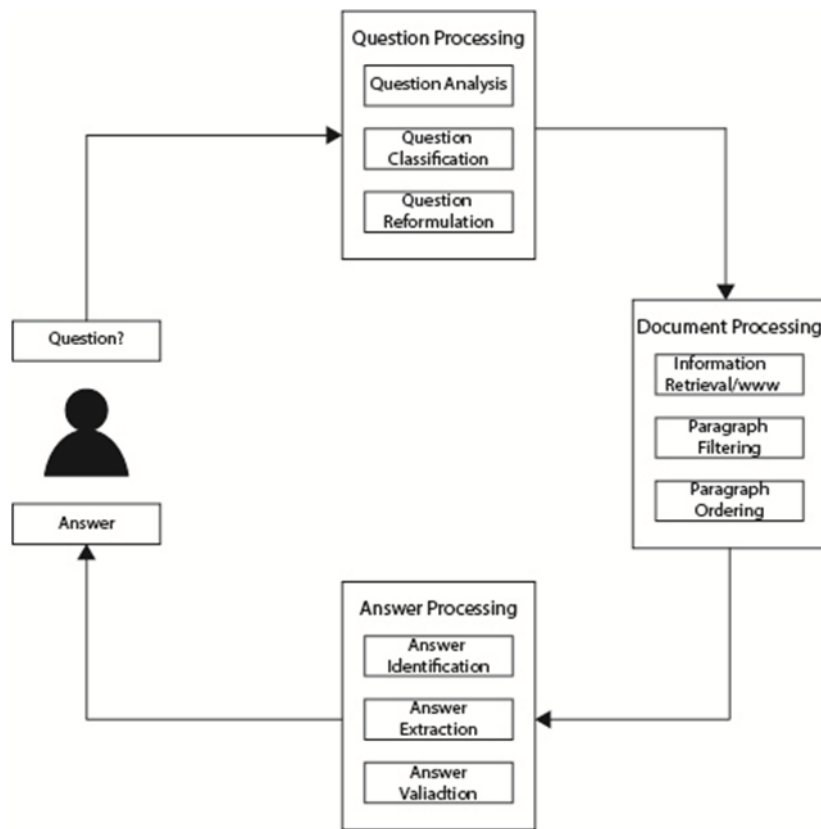 Question Processing
Question Analysis
Question
Classification
Question
Reformulation
Question?
Document Processing
Information
Retrieval/www
Paragraph
Filtering
Paragraph
Ordering
Answer
Answer Processing
Answer
Identification
Answer
Extraction
Answer
Valiadtion